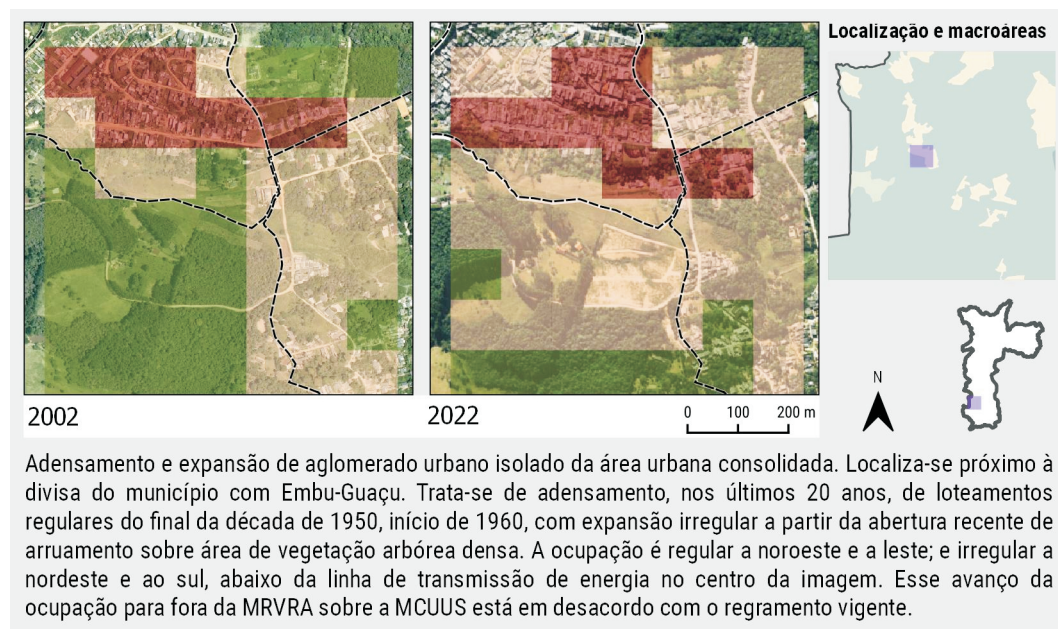 Localização e macroáreas
N
2002
2022
0 100 200 m
Adensamento e expansão de aglomerado urbano isolado da área urbana consolidada. Localiza-se próximo à
divisa do município com Embu-Guaçu. Trata-se de adensamento, nos últimos 20 anos, de loteamentos
regulares do final da década de 1950, início de 1960, com expansão irregular a partir da abertura recente de
arruamento sobre área de vegetação arbórea densa. A ocupação é regular a noroeste e a leste; e irregular a
nordeste e ao sul, abaixo da linha de transmissão de energia no centro da imagem. Esse avanço da
ocupação para fora da MRVRA sobre a MCUUS está em desacordo com o regramento vigente.